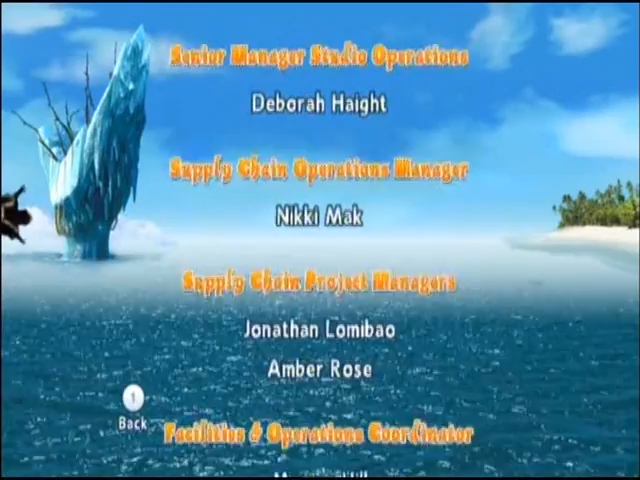 Senior Manager Studio Operations
Deborah Haight
Supply Chain Operations Manager
Nikki Mak
Supply Chain Project Managers
Jonathan Lomibao
Amber Rose
1
Back
Facilities & Operations Coordinator